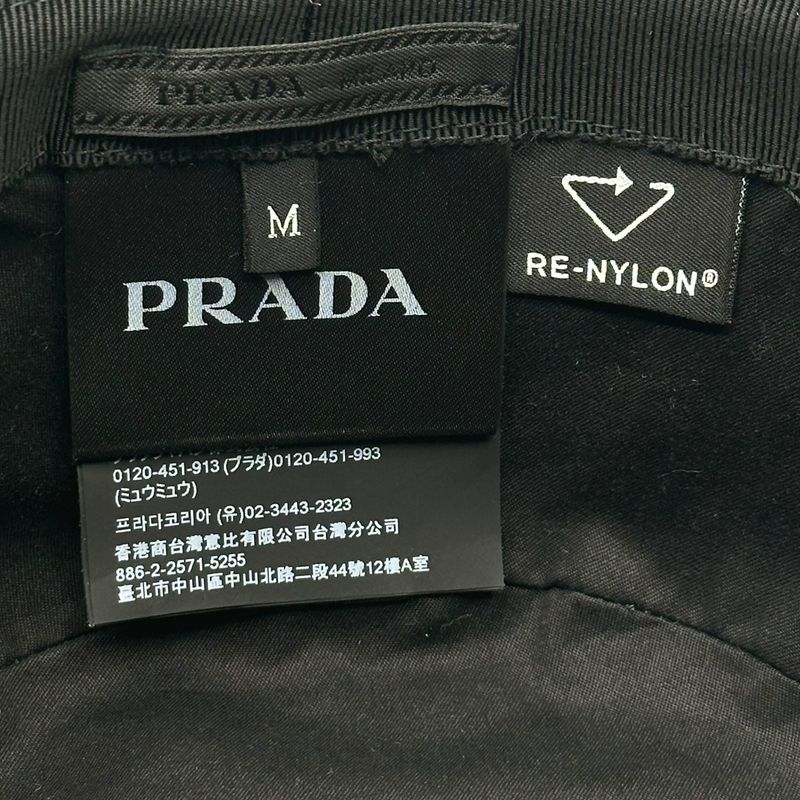 PRADA
M
PRADA
RE-NYLON®
0120-451-913 (プラダ)0120-451-993
(ミュウミュウ)
프라다코리아 (유)02-3443-2323
香港商台灣惠比有限公司台灣分公司
886-2-2571-5255
臺北市中山區中山北路二段44號12樓A室